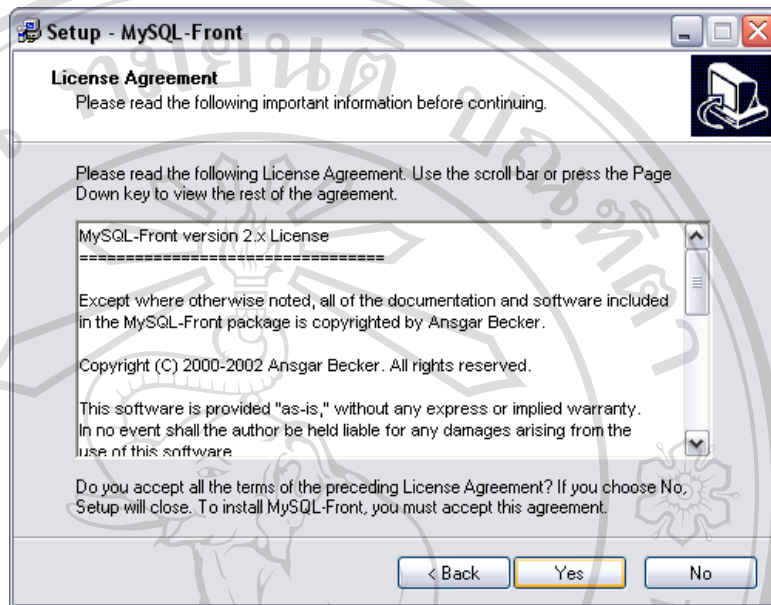 Setup - MySQL-Front
License Agreement
Please read the following important information before continuing.
Please read the following License Agreement. Use the scroll bar or press the Page
Down key to view the rest of the agreement.
MySQL-Front version 2.x License
=================================
Except where otherwise noted, all of the documentation and software included
in the MySQL-Front package is copyrighted by Ansgar Becker.
Copyright (C) 2000-2002 Ansgar Becker. All rights reserved.
This software is provided "as-is," without any express or implied warranty.
In no event shall the author be held liable for any damages arising from the
use of this software.
Do you accept all the terms of the preceding License Agreement? If you choose No,
Setup will close. To install MySQL-Front, you must accept this agreement.
< Back
Yes
No